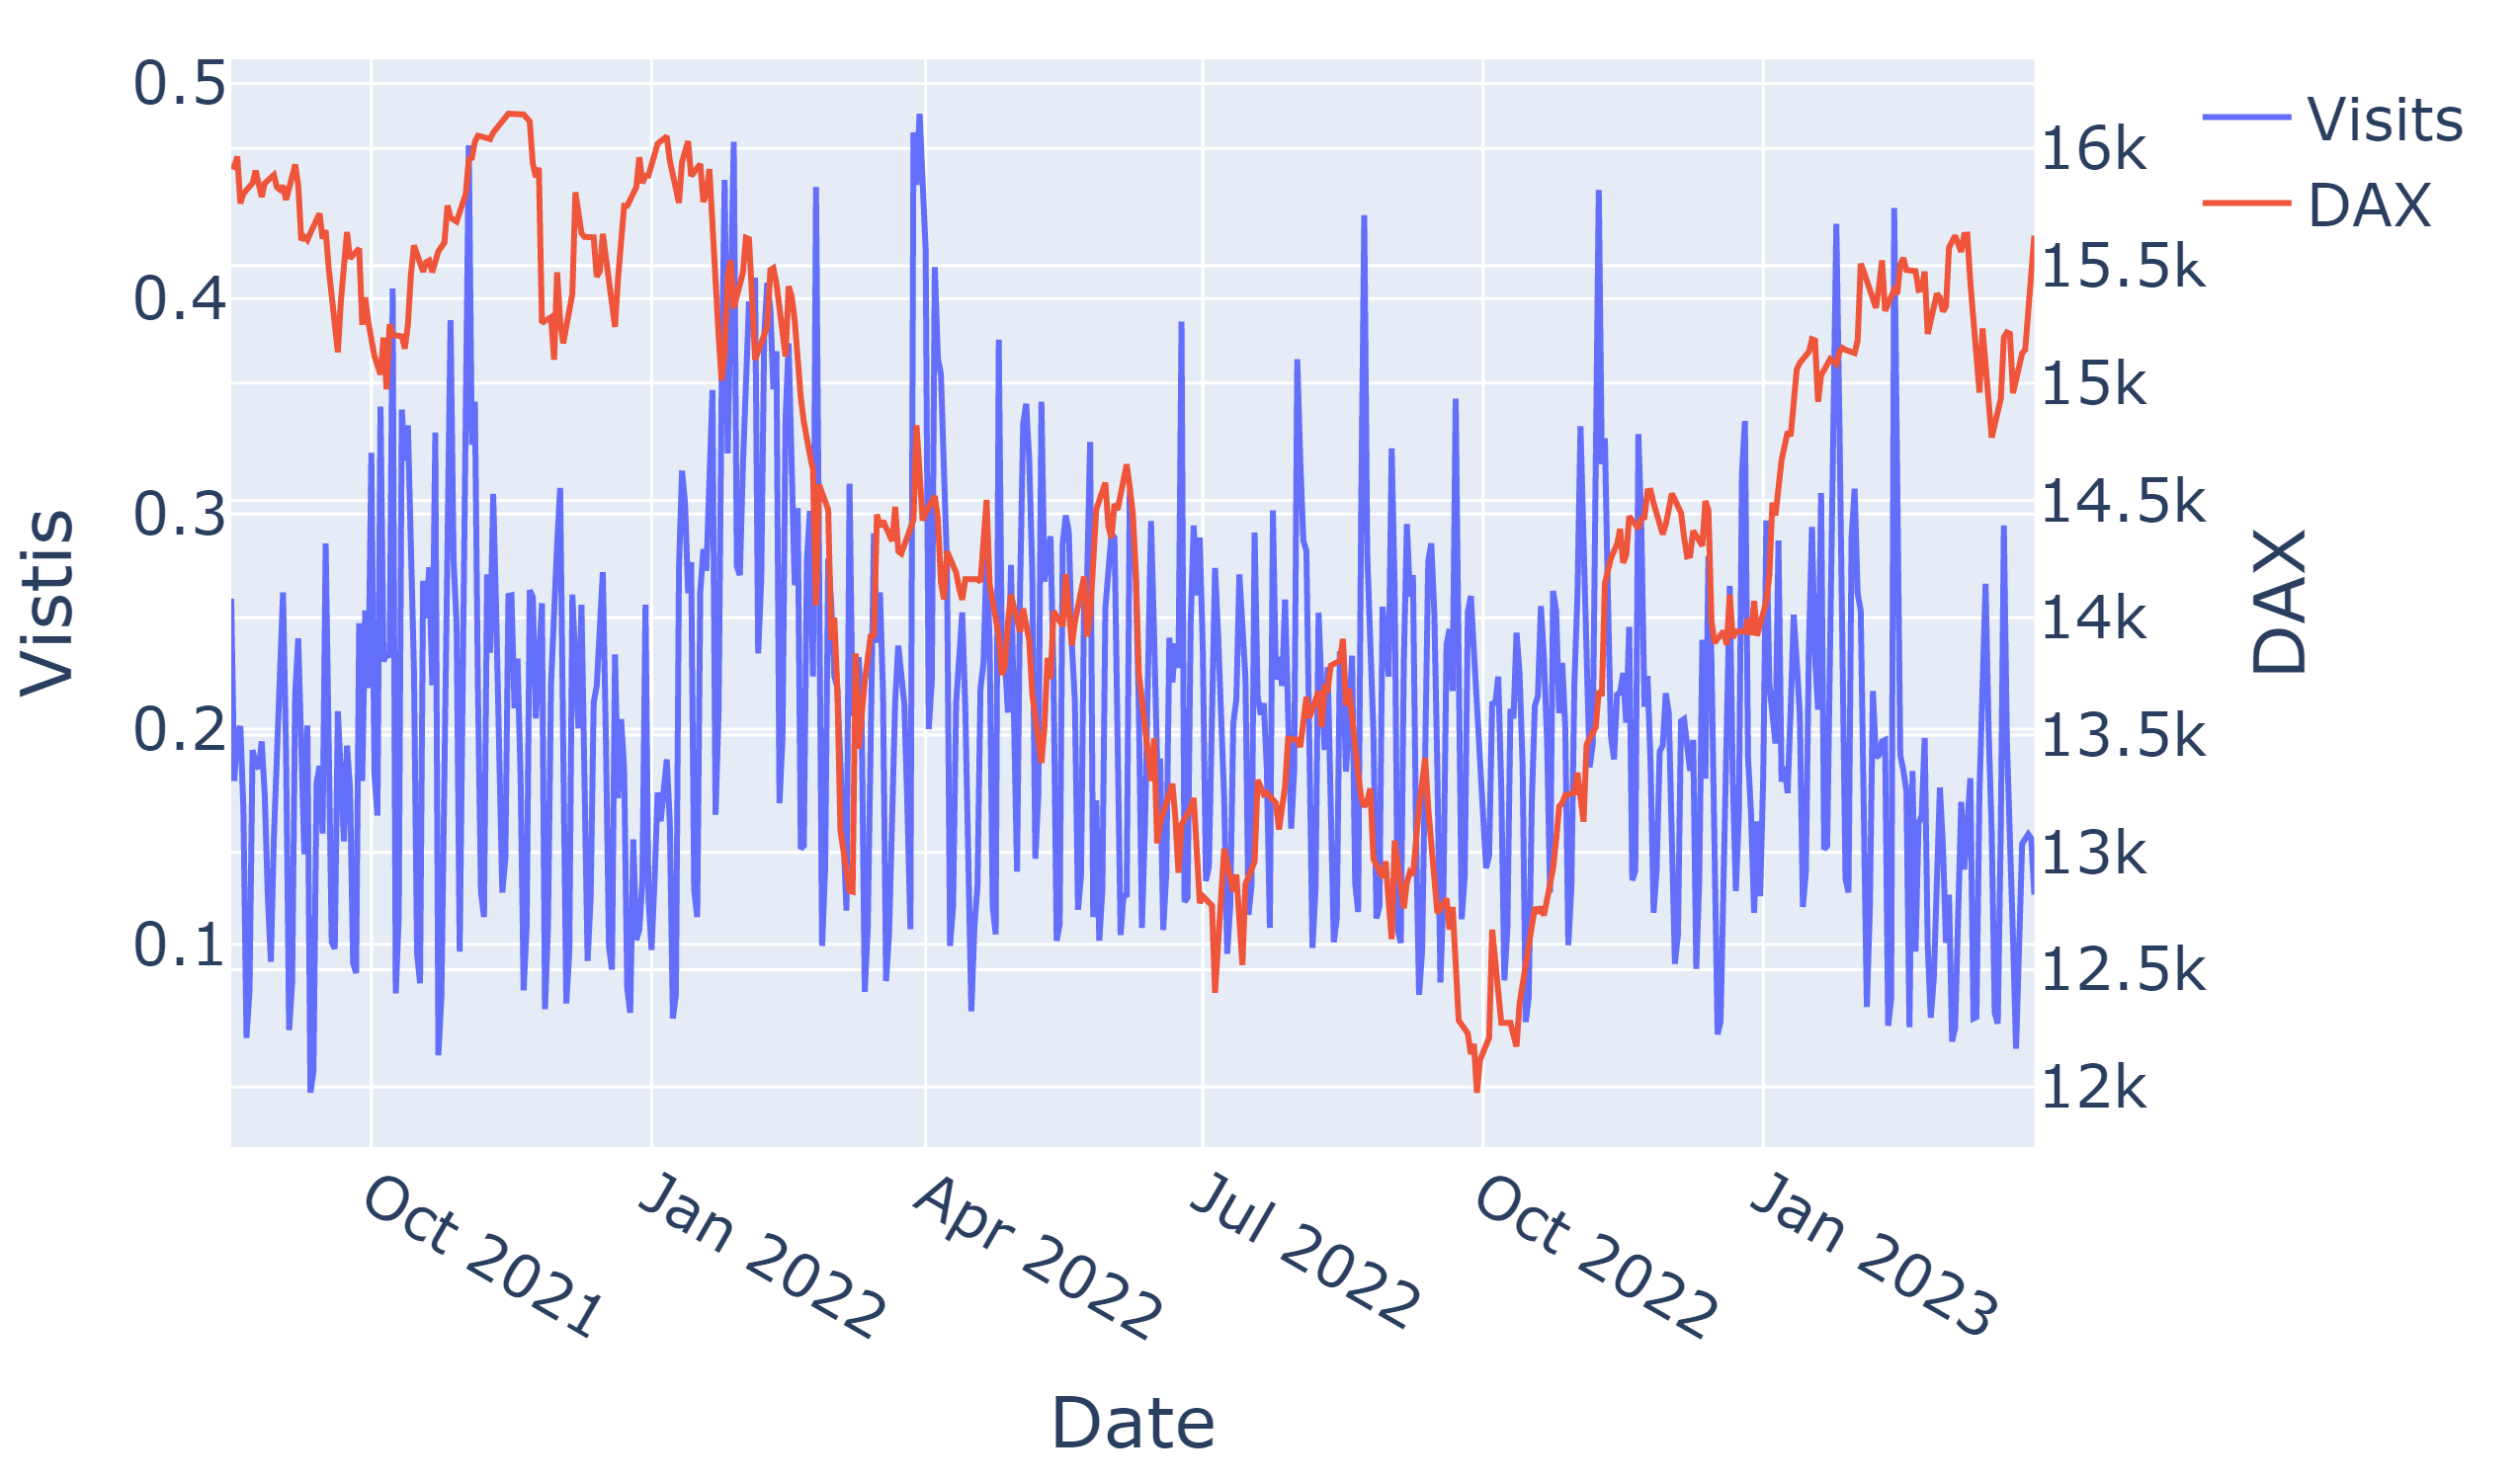 0.5
0.4
0.3
0.2
0.1
Vistis
16k
15.5k
15k
14.5k
14k
13.5k
13k
12.5k
12k
DAX
Visits
DAX
Oct 2021
Jan 2022
Apr 2022
Jul 2022
Oct 2022
Jan 2023
Date